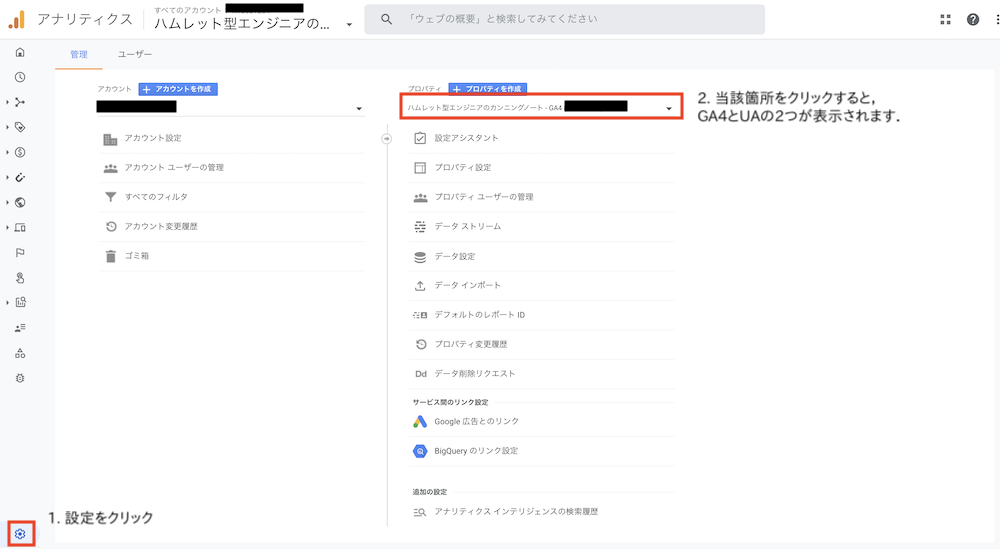 アナリティクス
すべてのアカウント
ハムレット型エンジニアの...
「ウェブの概要」と検索してみてください
管理
ユーザー
アカウント
+ アカウントを作成
アカウント設定
アカウント ユーザーの管理
すべてのフィルタ
アカウント変更履歴
ゴミ箱
プロパティ
+ プロパティを作成
ハムレット型エンジニアのカンニングノート - GA4
設定アシスタント
プロパティ設定
プロパティ ユーザーの管理
データ ストリーム
データ設定
データ インポート
デフォルトのレポート ID
プロパティ変更履歴
Dd データ削除リクエスト
サービス間のリンク設定
Google 広告とのリンク
BigQuery のリンク設定
追加の設定
アナリティクス インテリジェンスの検索履歴
2. 当該箇所をクリックすると,
GA4とUAの2つが表示されます.
1. 設定をクリック